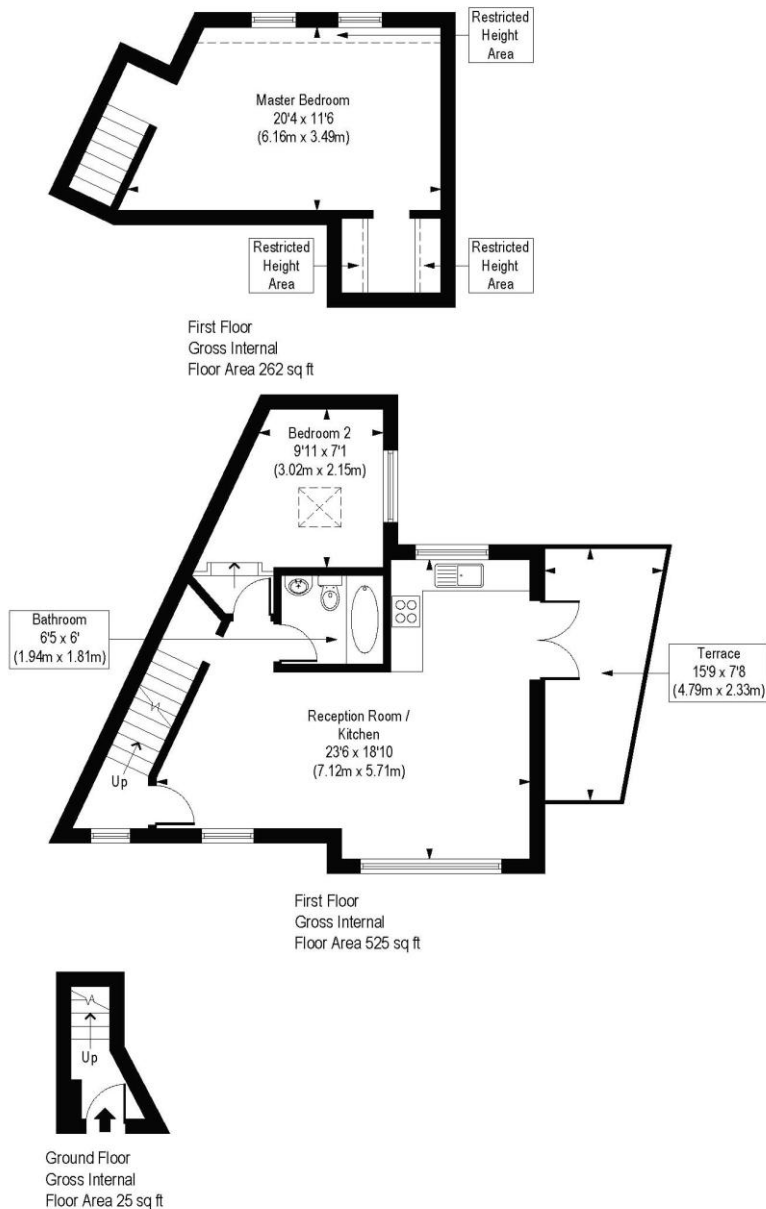 Restricted
Height
Area
Master Bedroom
20'4 x 11'6
(6.16m x 3.49m)
Restricted
Height
Area
Restricted
Height
Area
First Floor
Gross Internal
Floor Area 262 sq ft
Bedroom 2
9'11 x 7'1
(3.02m x 2.15m)
Bathroom
6'5 x 6'
(1.94m x 1.81m)
Terrace
15'9 x 7'8
(4.79m x 2.33m)
Reception Room /
Kitchen
23'6 x 18'10
(7.12m x 5.71m)
Up
First Floor
Gross Internal
Floor Area 525 sq ft
Up
Ground Floor
Gross Internal
Floor Area 25 sq ft